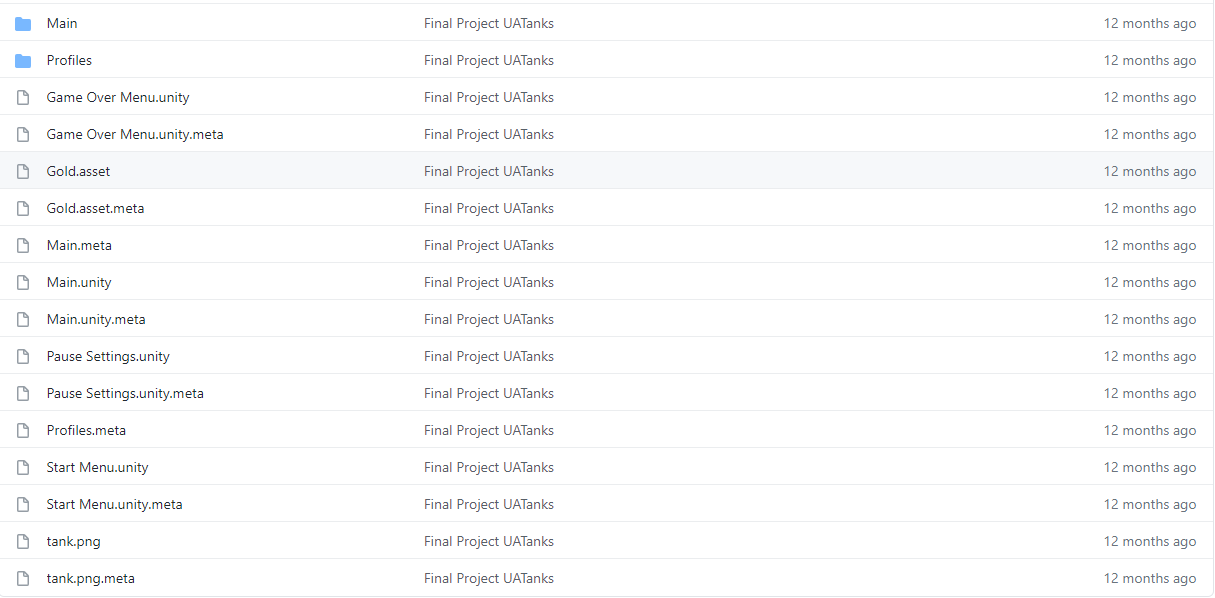 Main Final Project UATanks 12 months ago
Profiles Final Project UATanks 12 months ago
Game Over Menu.unity Final Project UATanks 12 months ago
Game Over Menu.unity.meta Final Project UATanks 12 months ago
Gold.asset Final Project UATanks 12 months ago
Gold.asset.meta Final Project UATanks 12 months ago
Main.meta Final Project UATanks 12 months ago
Main.unity Final Project UATanks 12 months ago
Main.unity.meta Final Project UATanks 12 months ago
Pause Settings.unity Final Project UATanks 12 months ago
Pause Settings.unity.meta Final Project UATanks 12 months ago
Profiles.meta Final Project UATanks 12 months ago
Start Menu.unity Final Project UATanks 12 months ago
Start Menu.unity.meta Final Project UATanks 12 months ago
tank.png Final Project UATanks 12 months ago
tank.png.meta Final Project UATanks 12 months ago